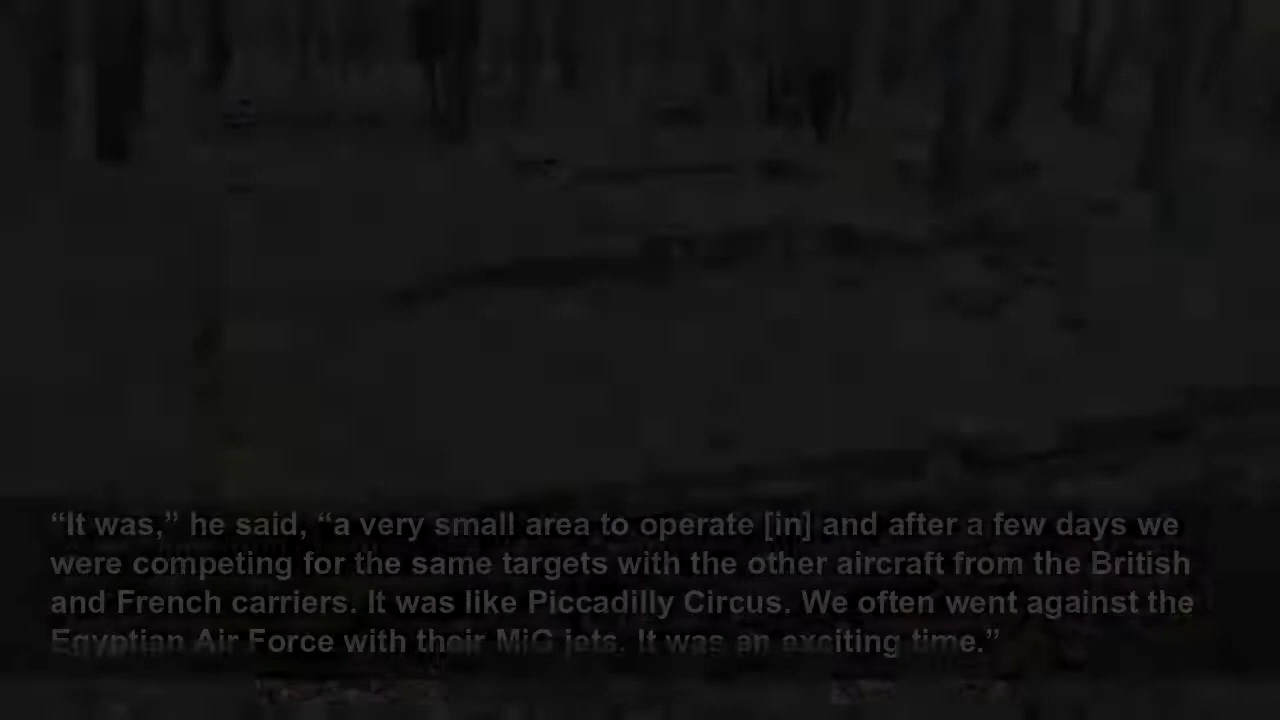 “It was,” he said, “a very small area to operate [in] and after a few days we
were competing for the same targets with the other aircraft from the British
and French carriers. It was like Piccadilly Circus. We often went against the
Egyptian Air Force with their MiG jets. It was an exciting time.”